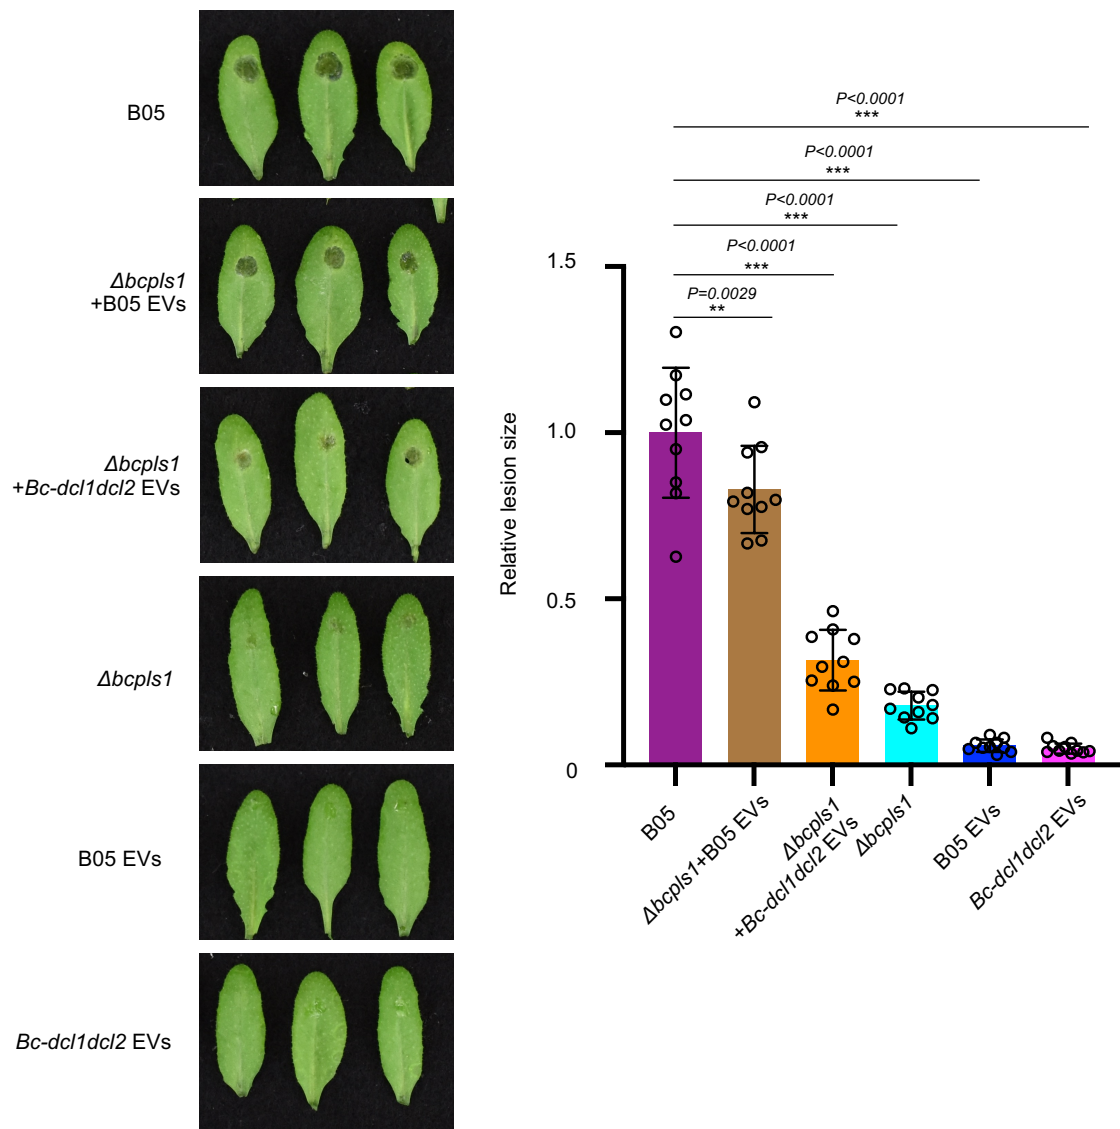 B05
Δbcpls1
+B05 EVs
Δbcpls1
+Bc-dcl1dcl2 EVs
Δbcpls1
B05 EVs
Bc-dcl1dcl2 EVs
P<0.0001
***
P<0.0001
***
P<0.0001
***
P<0.0001
***
P=0.0029
**
Relative lesion size
1.5
1.0
0.5
0
B05
Δbcpls1+B05 EVs
Δbcpls1
+Bc-dcl1dcl2 EVs
Δbcpls1
B05 EVs
Bc-dcl1dcl2 EVs